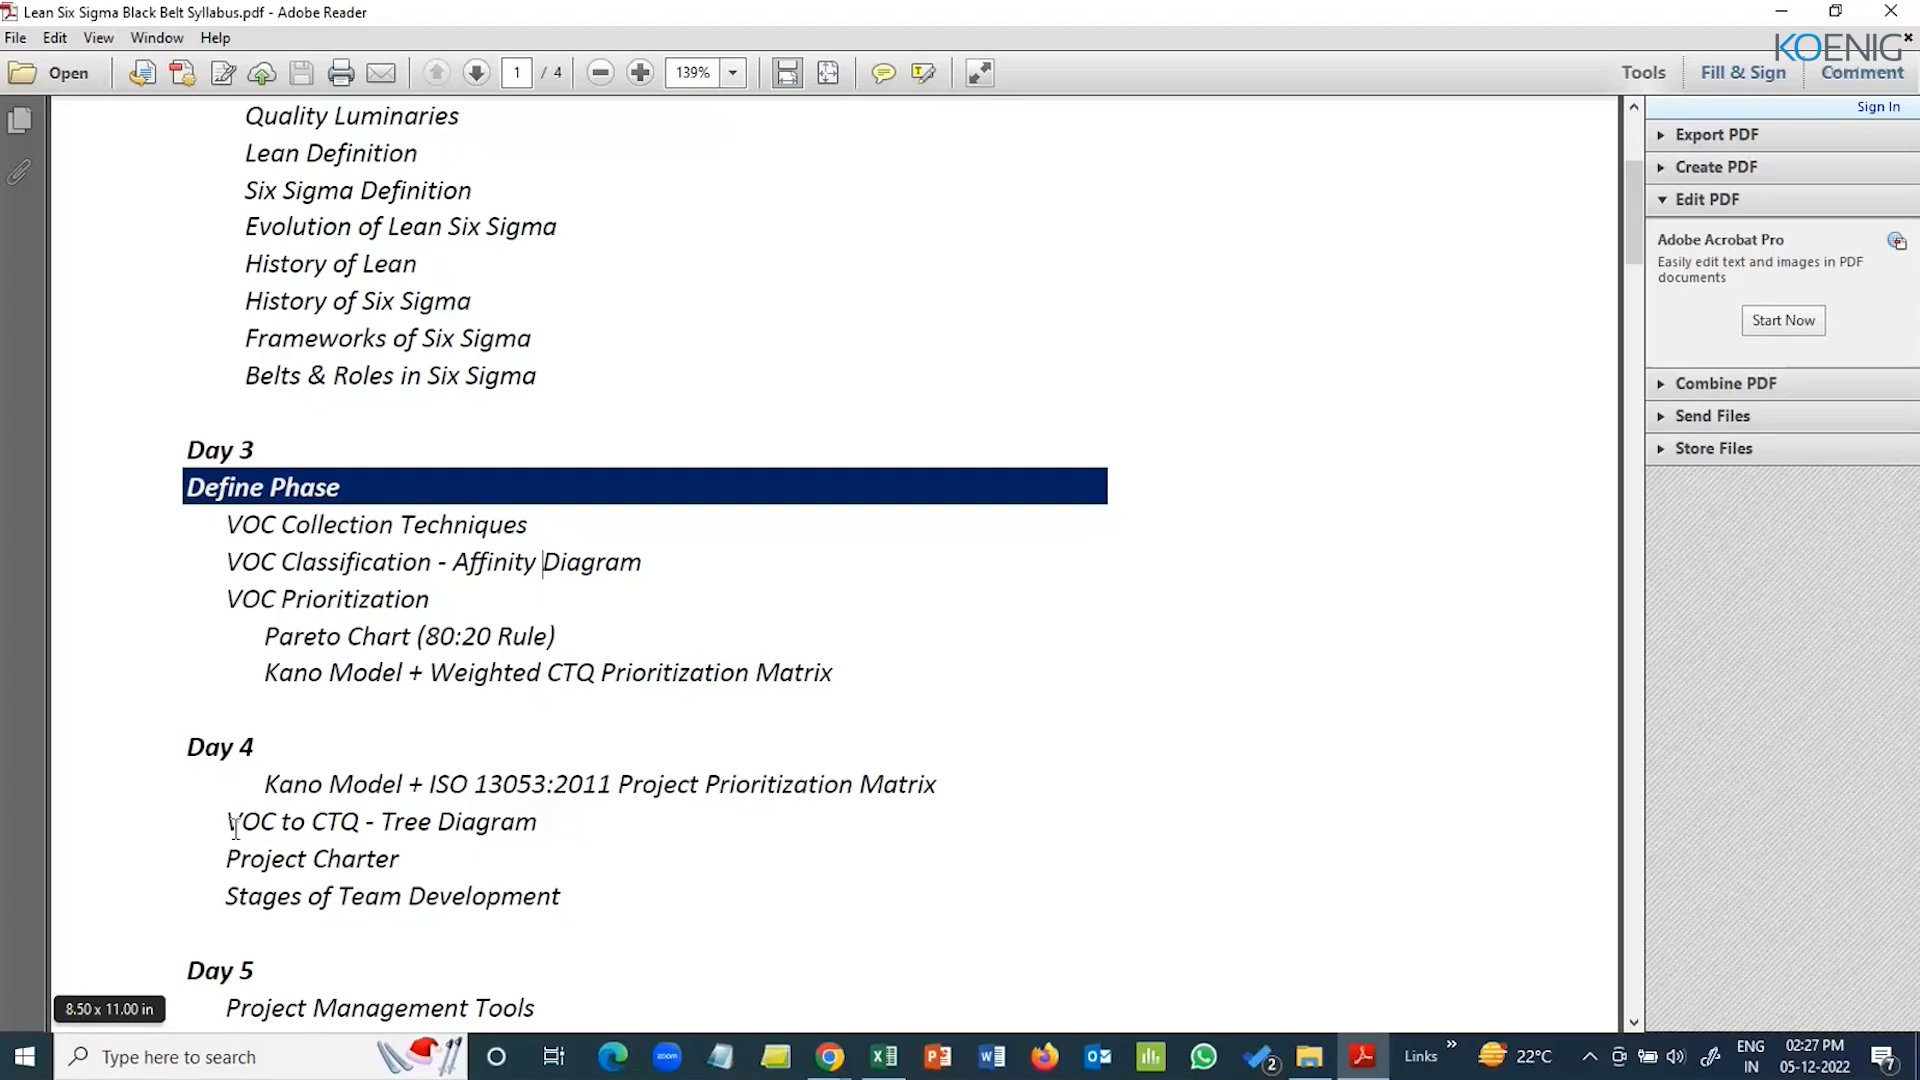 Lean Six Sigma Black Belt Syllabus.pdf - Adobe Reader
File Edit View Window Help
KOENIG
Open 1 / 4 139% Tools Fill & Sign Comment
Sign In
Quality Luminaries
Lean Definition
Six Sigma Definition
Evolution of Lean Six Sigma
History of Lean
History of Six Sigma
Frameworks of Six Sigma
Belts & Roles in Six Sigma
Day 3
Define Phase
VOC Collection Techniques
VOC Classification - Affinity Diagram
VOC Prioritization
Pareto Chart (80:20 Rule)
Kano Model + Weighted CTQ Prioritization Matrix
Day 4
Kano Model + ISO 13053:2011 Project Prioritization Matrix
VOC to CTQ - Tree Diagram
Project Charter
Stages of Team Development
Day 5
Project Management Tools
8.50 x 11.00 in
Export PDF
Create PDF
Edit PDF
Adobe Acrobat Pro
Easily edit text and images in PDF
documents
Start Now
Combine PDF
Send Files
Store Files
Type here to search
zoom
2
Links
22°C
ENG
IN
02:27 PM
05-12-2022
7